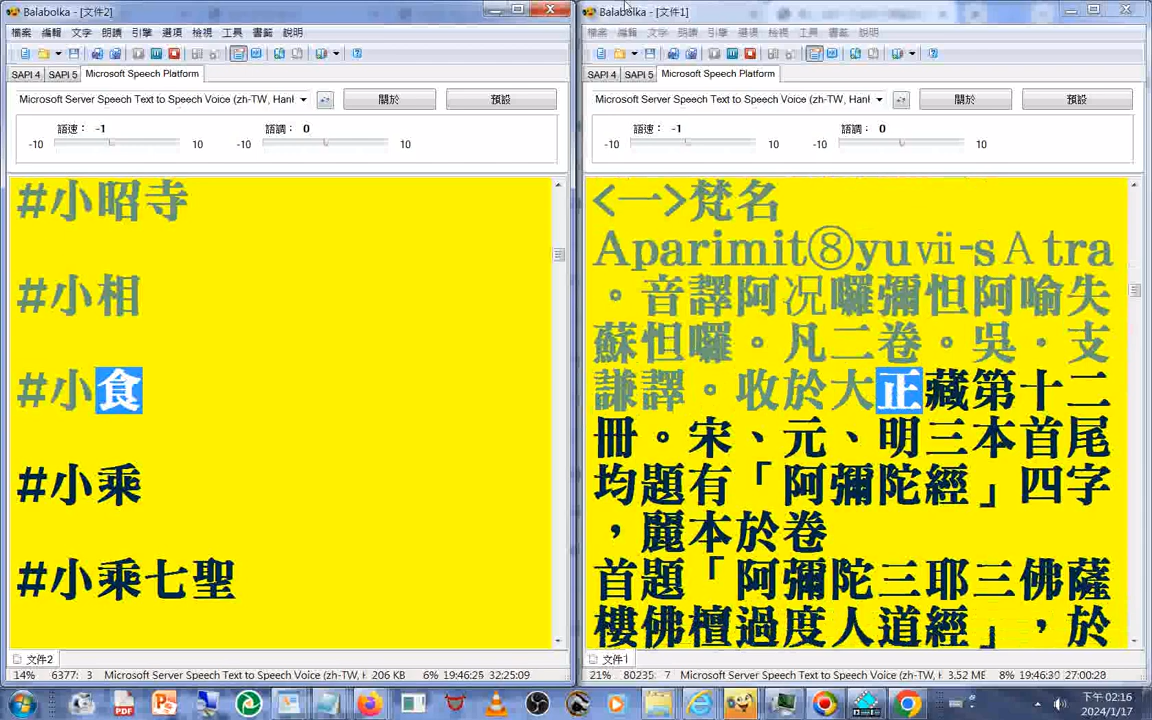 Balabolka - [文件2]
檔案 編輯 文字 朗讀 引擎 選項 檢視 工具 書籤 說明
SAPI 4 SAPI 5 Microsoft Speech Platform
Microsoft Server Speech Text to Speech Voice (zh-TW, Hanl
關於 預設
語速： -1 語調： 0
-10 10 -10 10
#小昭寺
#小相
#小食
#小乘
#小乘七聖
文件2
14% 6377: 3 Microsoft Server Speech Text to Speech Voice (zh-TW, H 206 KB 6% 19:46:25 32:25:09
Balabolka - [文件1]
檔案 編輯 文字 朗讀 引擎 選項 檢視 工具 書籤 說明
SAPI 4 SAPI 5 Microsoft Speech Platform
Microsoft Server Speech Text to Speech Voice (zh-TW, Hanl
關於 預設
語速： -1 語調： 0
-10 10 -10 10
<一>梵名
Aparimit⑧yuⅶ-sＡtra
。音譯阿况囉彌怛阿喻失
蘇怛囉。凡二卷。吳．支
謙譯。收於大正藏第十二
冊。宋、元、明三本首尾
均題有「阿彌陀經」四字
，麗本於卷
首題「阿彌陀三耶三佛薩
樓佛檀過度人道經」，於
文件1
21% 80235: 7 Microsoft Server Speech Text to Speech Voice (zh-TW, H 3.52 MB 8% 19:46:30 27:00:28
下午 02:16
2024/1/17